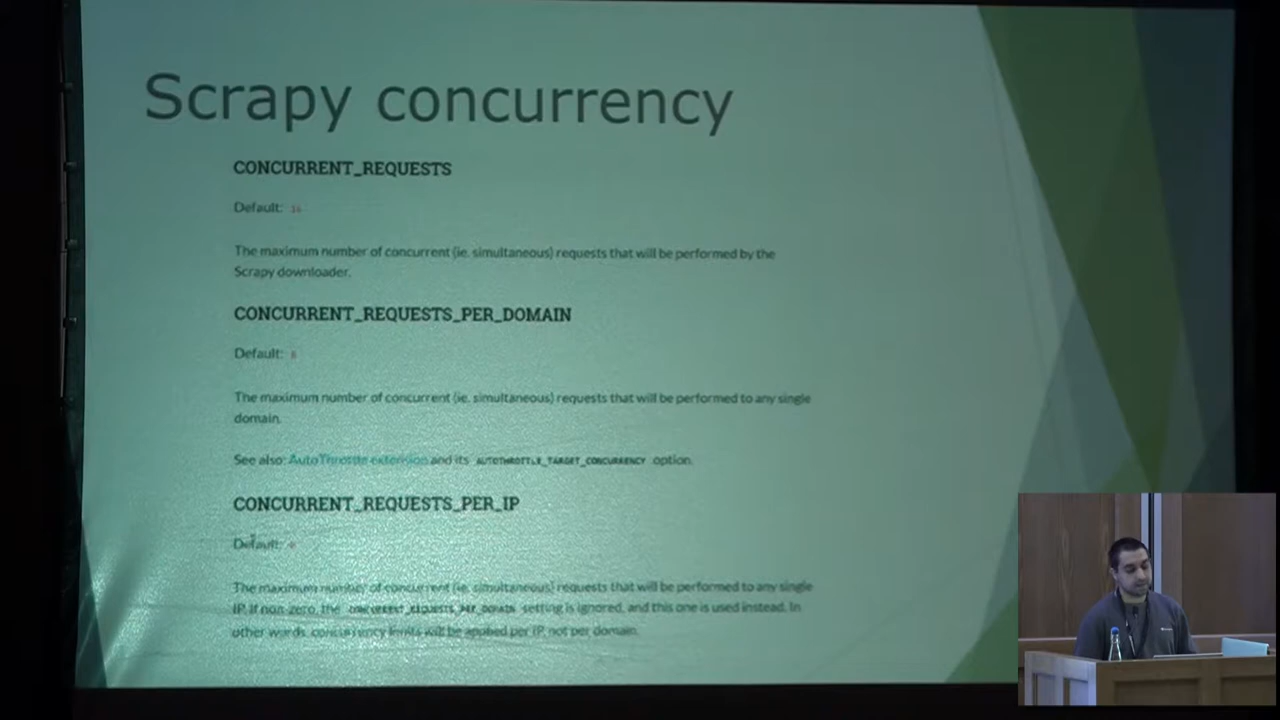 Scrapy concurrency
CONCURRENT_REQUESTS
Default:
The maximum number of concurrent (ie. simultaneous) requests that will be performed by the
Scrapy downloader.
CONCURRENT_REQUESTS_PER_DOMAIN
Default: 8
The maximum number of concurrent (ie. simultaneous) requests that will be performed to any single
domain.
See also: AutoThrottle extension and its AUTOTHROTTLE_TARGET_CONCURRENCY option.
CONCURRENT_REQUESTS_PER_IP
Default:
The maximum number of concurrent (ie. simultaneous) requests that will be performed to any single
IP. If non-zero, the CONCURRENT_REQUESTS_PER_DOMAIN setting is ignored, and this one is used instead. In
other words, concurrency limits will be applied per IP, not per domain.